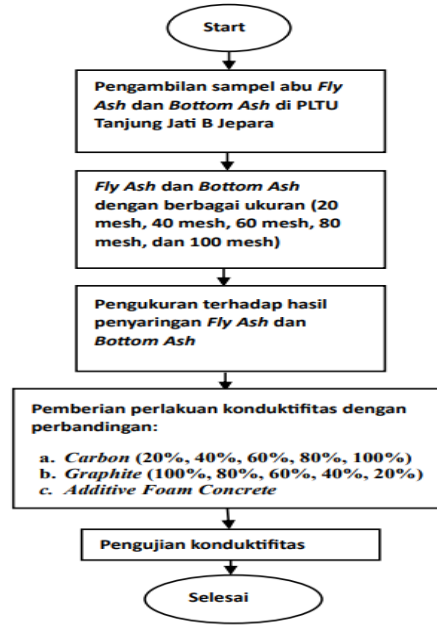 Start
Pengambilan sampel abu Fly
Ash dan Bottom Ash di PLTU
Tanjung Jati B Jepara
Fly Ash dan Bottom Ash
dengan berbagai ukuran (20
mesh, 40 mesh, 60 mesh, 80
mesh, dan 100 mesh)
Pengukuran terhadap hasil
penyaringan Fly Ash dan
Bottom Ash
Pemberian perlakuan konduktifitas dengan
perbandingan:
a. Carbon (20%, 40%, 60%, 80%, 100%)
b. Graphite (100%, 80%, 60%, 40%, 20%)
c. Additive Foam Concrete
Pengujian konduktifitas
Selesai